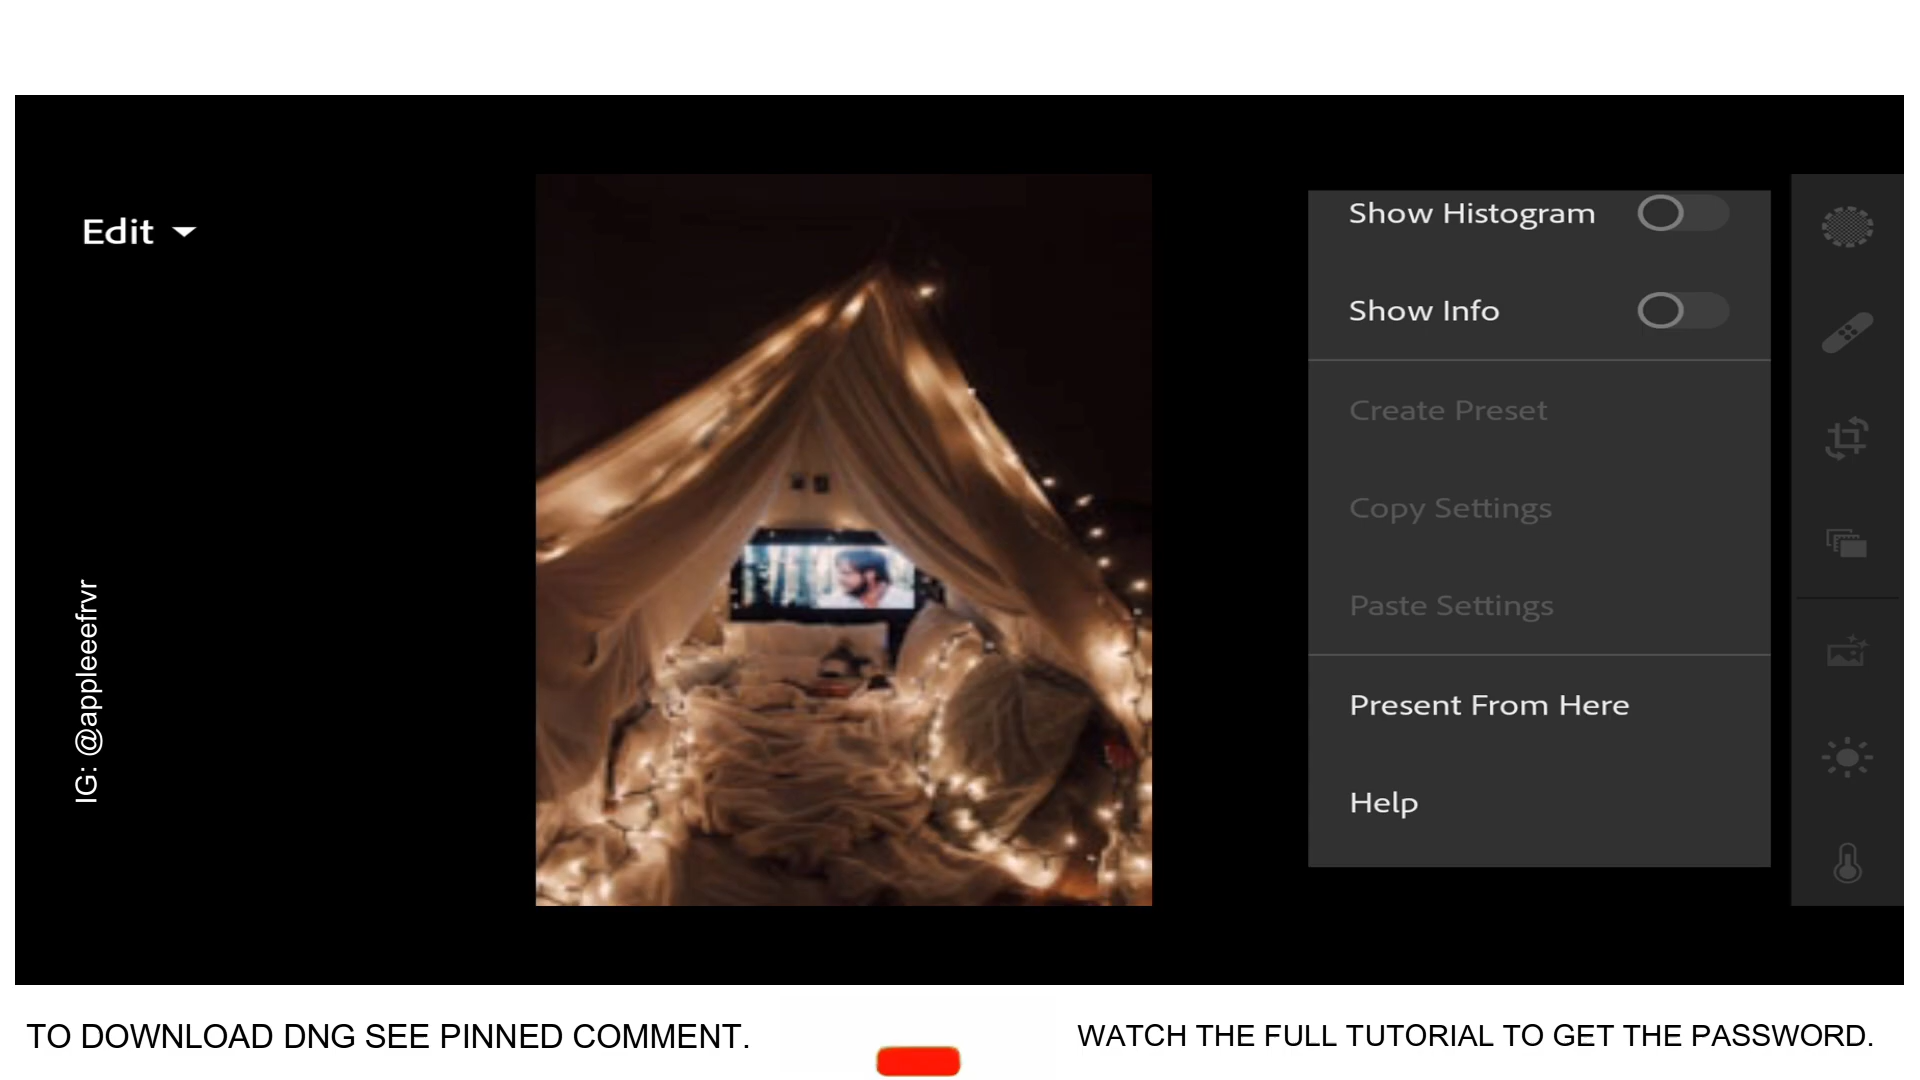 Edit
IG: @appleeefrvr
Show Histogram
Show Info
Create Preset
Copy Settings
Paste Settings
Present From Here
Help
TO DOWNLOAD DNG SEE PINNED COMMENT.
WATCH THE FULL TUTORIAL TO GET THE PASSWORD.